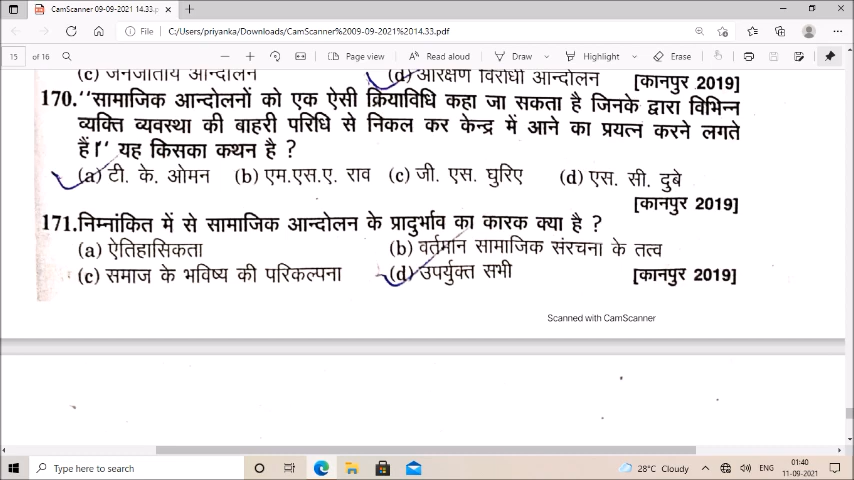 CamScanner 09-09-2021 14.33.p
File
C:/Users/priyanka/Downloads/CamScanner%2009-09-2021%2014.33.pdf
15 of 16
Page view
Read aloud
Draw
Highlight
Erase
(c) जनजातीय आन्दोलन (d) आरक्षण विरोधी आन्दोलन [कानपुर 2019]
170. "सामाजिक आन्दोलनों को एक ऐसी क्रियाविधि कहा जा सकता है जिनके द्वारा विभिन्न
व्यक्ति व्यवस्था की बाहरी परिधि से निकल कर केन्द्र में आने का प्रयत्न करने लगते
हैं।" यह किसका कथन है ?
(a) टी. के. ओमन (b) एम.एस.ए. राव (c) जी. एस. घुरिए (d) एस. सी. दुबे
[कानपुर 2019]
171. निम्नांकित में से सामाजिक आन्दोलन के प्रादुर्भाव का कारक क्या है ?
(a) ऐतिहासिकता (b) वर्तमान सामाजिक संरचना के तत्व
(c) समाज के भविष्य की परिकल्पना (d) उपर्युक्त सभी [कानपुर 2019]
Scanned with CamScanner
Type here to search
28°C Cloudy
ENG
01:40
11-09-2021